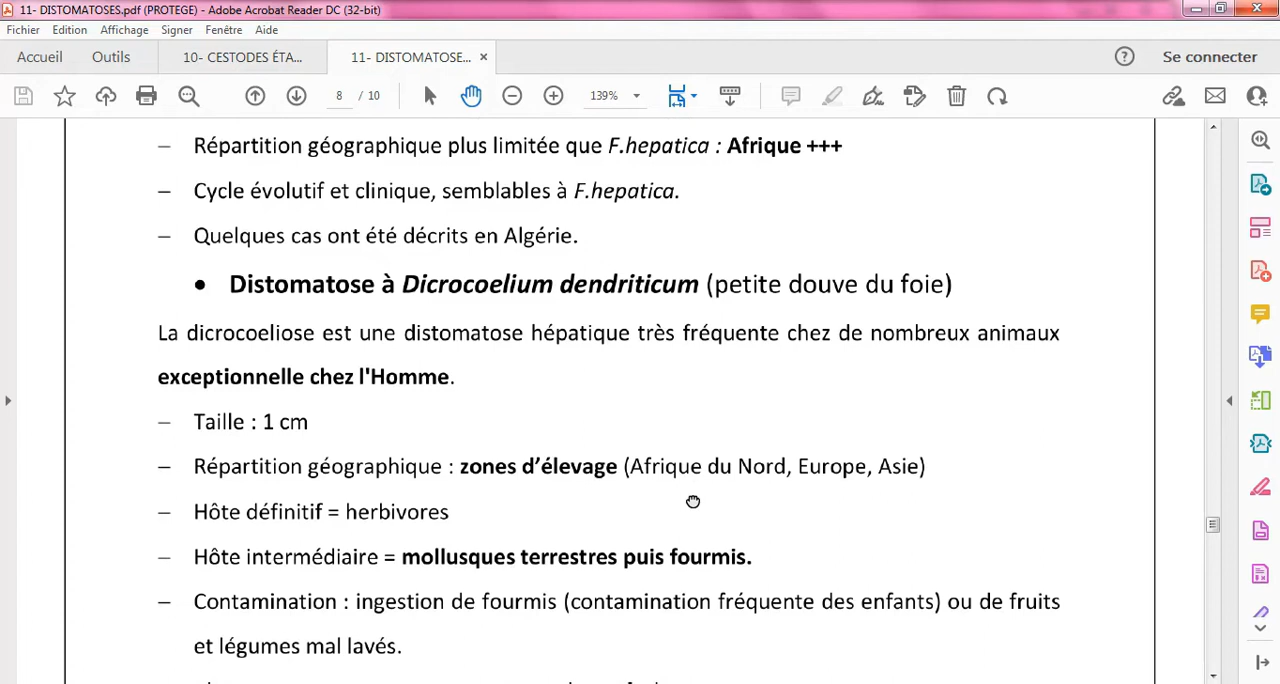 11- DISTOMATOSES.pdf (PROTEGE) - Adobe Acrobat Reader DC (32-bit)
Fichier Edition Affichage Signer Fenêtre Aide
Accueil Outils 10- CESTODES ÉTA... 11- DISTOMATOSE... × Se connecter
8 / 10 139%
– Répartition géographique plus limitée que F.hepatica : Afrique +++
– Cycle évolutif et clinique, semblables à F.hepatica.
– Quelques cas ont été décrits en Algérie.
• Distomatose à Dicrocoelium dendriticum (petite douve du foie)
La dicrocoeliose est une distomatose hépatique très fréquente chez de nombreux animaux
exceptionnelle chez l'Homme.
– Taille : 1 cm
– Répartition géographique : zones d’élevage (Afrique du Nord, Europe, Asie)
– Hôte définitif = herbivores
– Hôte intermédiaire = mollusques terrestres puis fourmis.
– Contamination : ingestion de fourmis (contamination fréquente des enfants) ou de fruits
et légumes mal lavés.